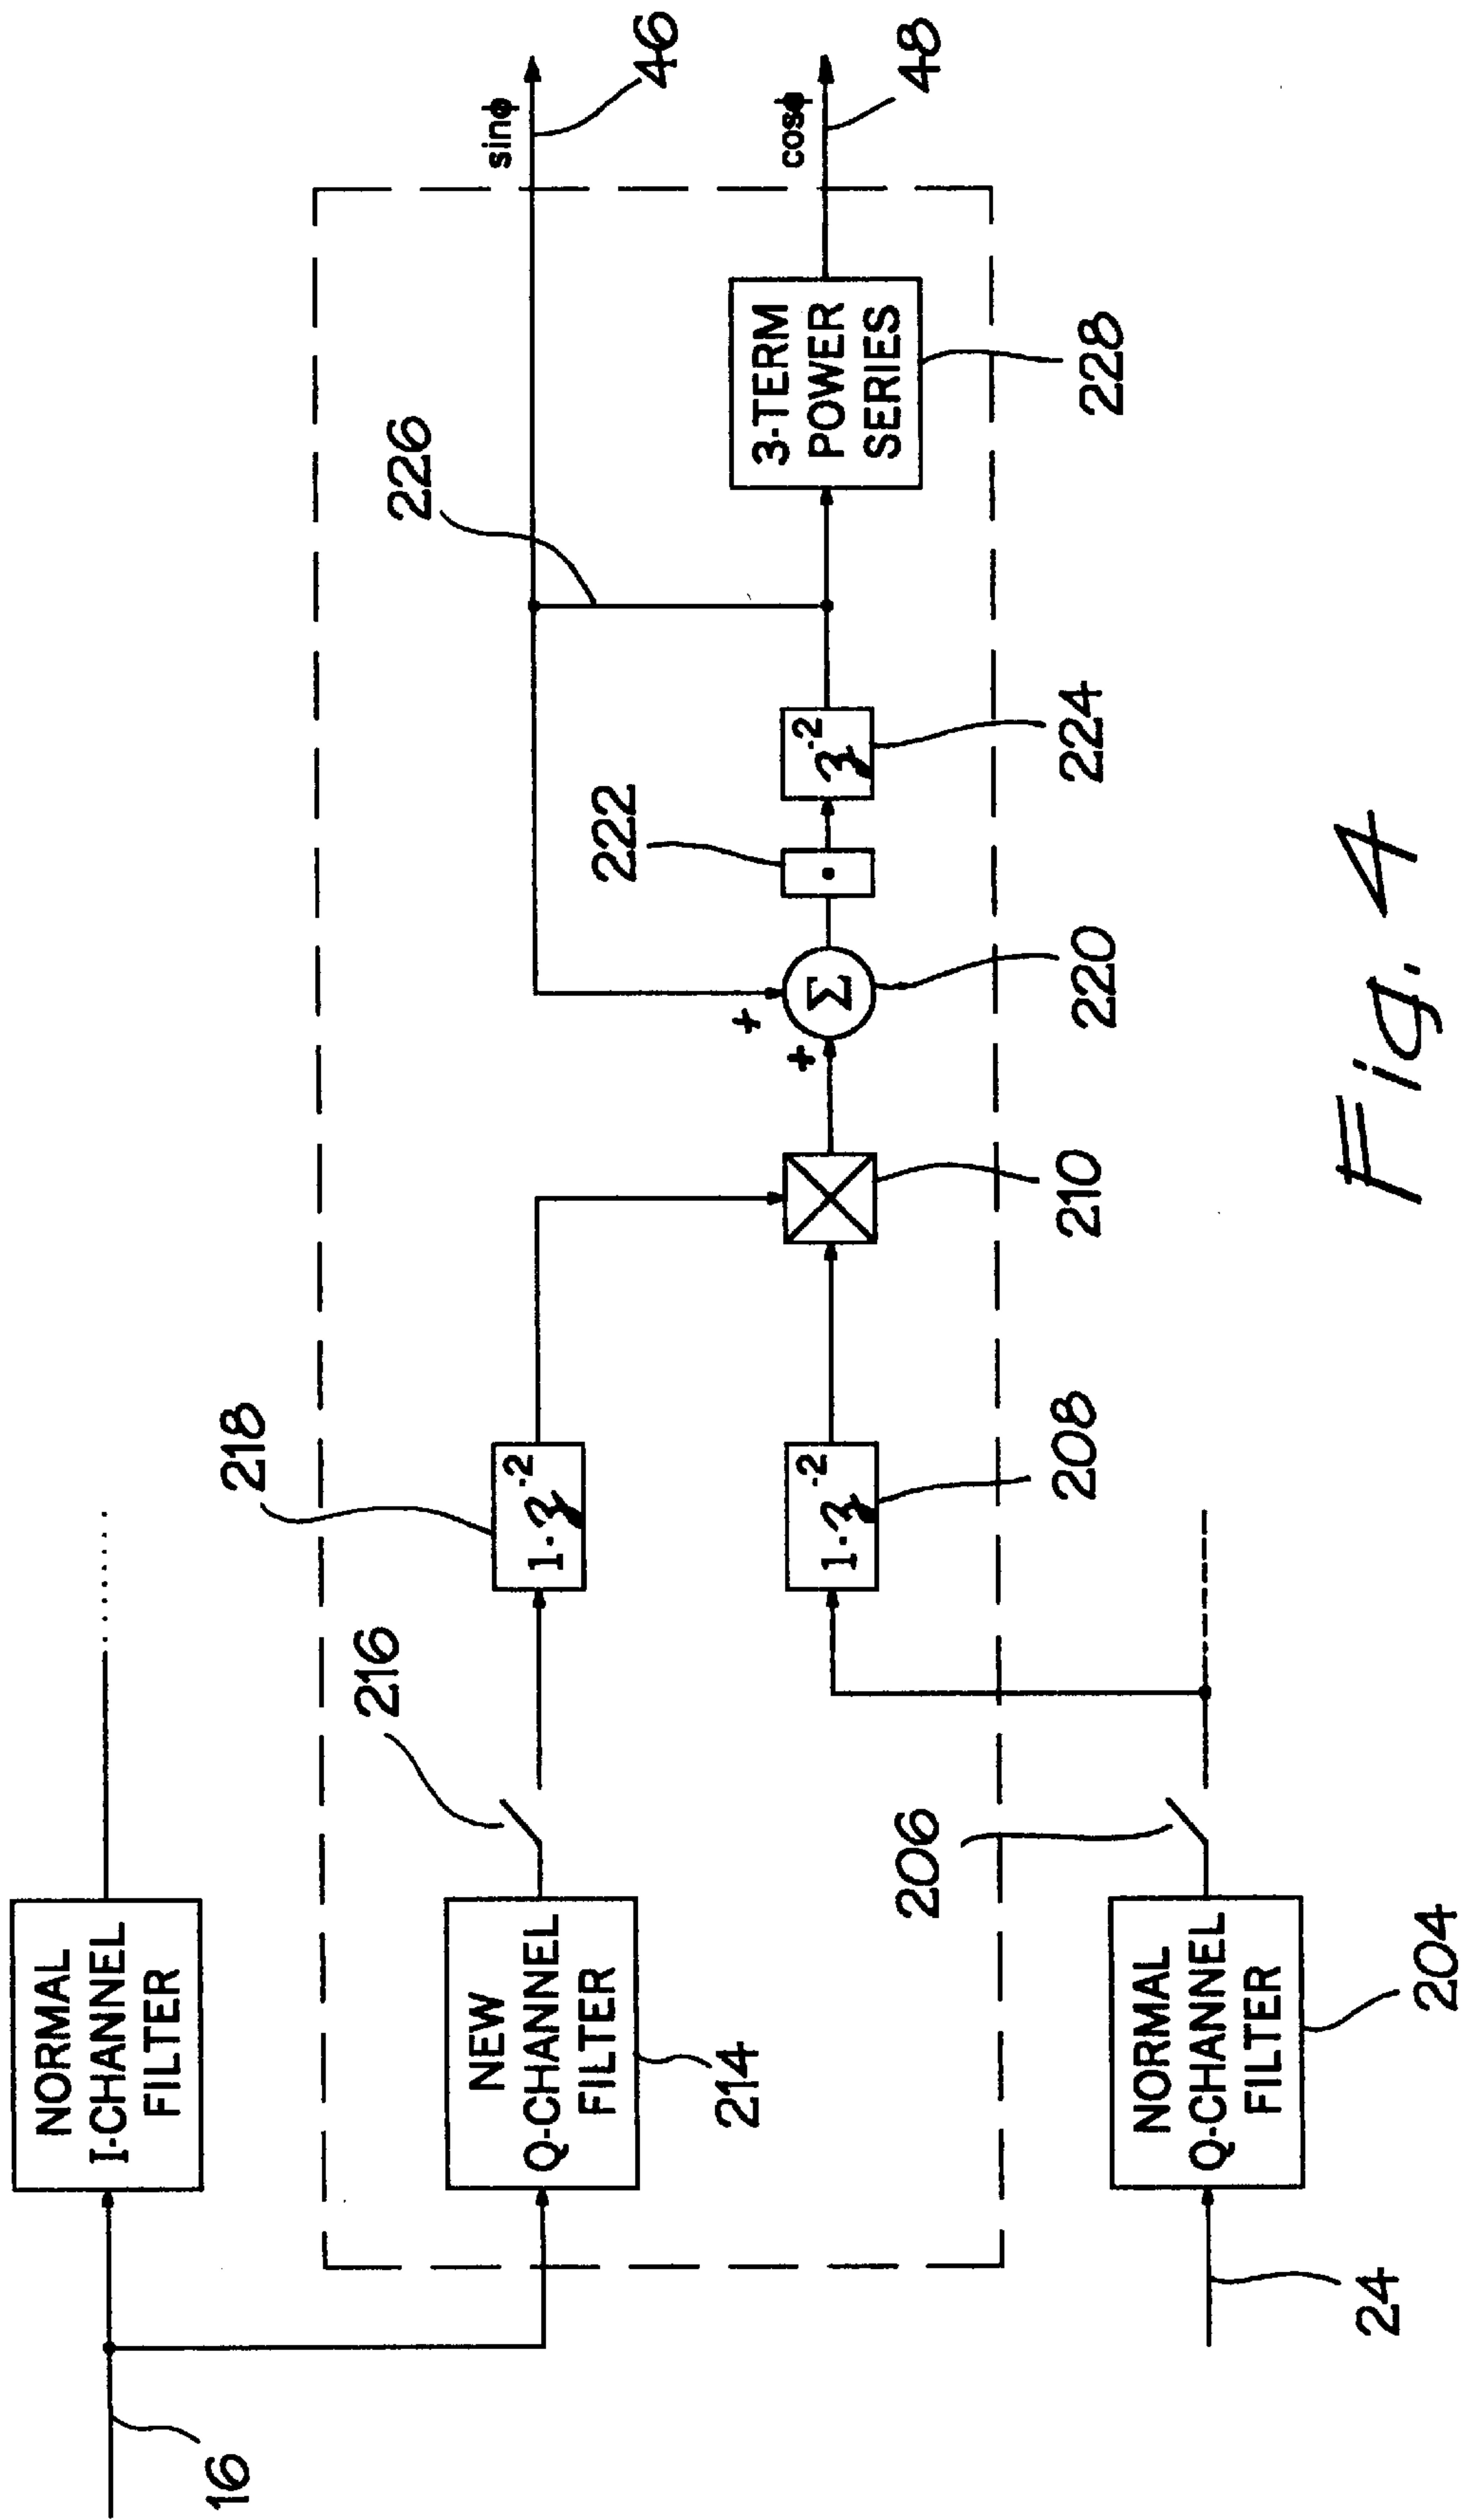 16
NORMAL
I-CHANNEL
FILTER
NEW
Q-CHANNEL
FILTER
214
216
218
1-z⁻²
NORMAL
Q-CHANNEL
FILTER
24
204
206
1-z⁻²
208
210
+
+
Σ
220
222
z⁻²
224
226
3-TERM
POWER
SERIES
228
sinϕ
46
cosϕ
48
Fig. 4